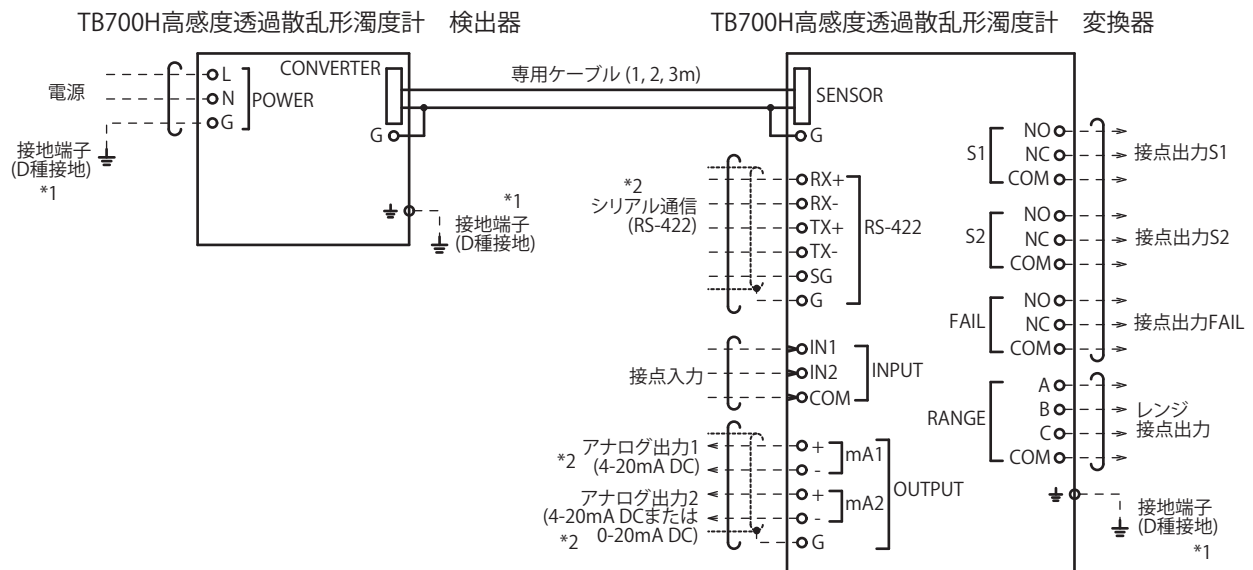 TB700H高感度透過散乱形濁度計　検出器
TB700H高感度透過散乱形濁度計　変換器
電源
L
N
G
POWER
CONVERTER
G
接地端子
(D種接地)
*1
*1
接地端子
(D種接地)
専用ケーブル (1, 2, 3m)
SENSOR
G
*2
シリアル通信
(RS-422)
RX+
RX-
TX+
TX-
SG
G
RS-422
接点入力
IN1
IN2
COM
INPUT
アナログ出力1
*2 (4-20mA DC)
+
-
mA1
アナログ出力2
(4-20mA DCまたは
*2 0-20mA DC)
+
-
mA2
G
OUTPUT
S1
NO
NC
COM
接点出力S1
S2
NO
NC
COM
接点出力S2
FAIL
NO
NC
COM
接点出力FAIL
RANGE
A
B
C
COM
レンジ
接点出力
接地端子
(D種接地)
*1